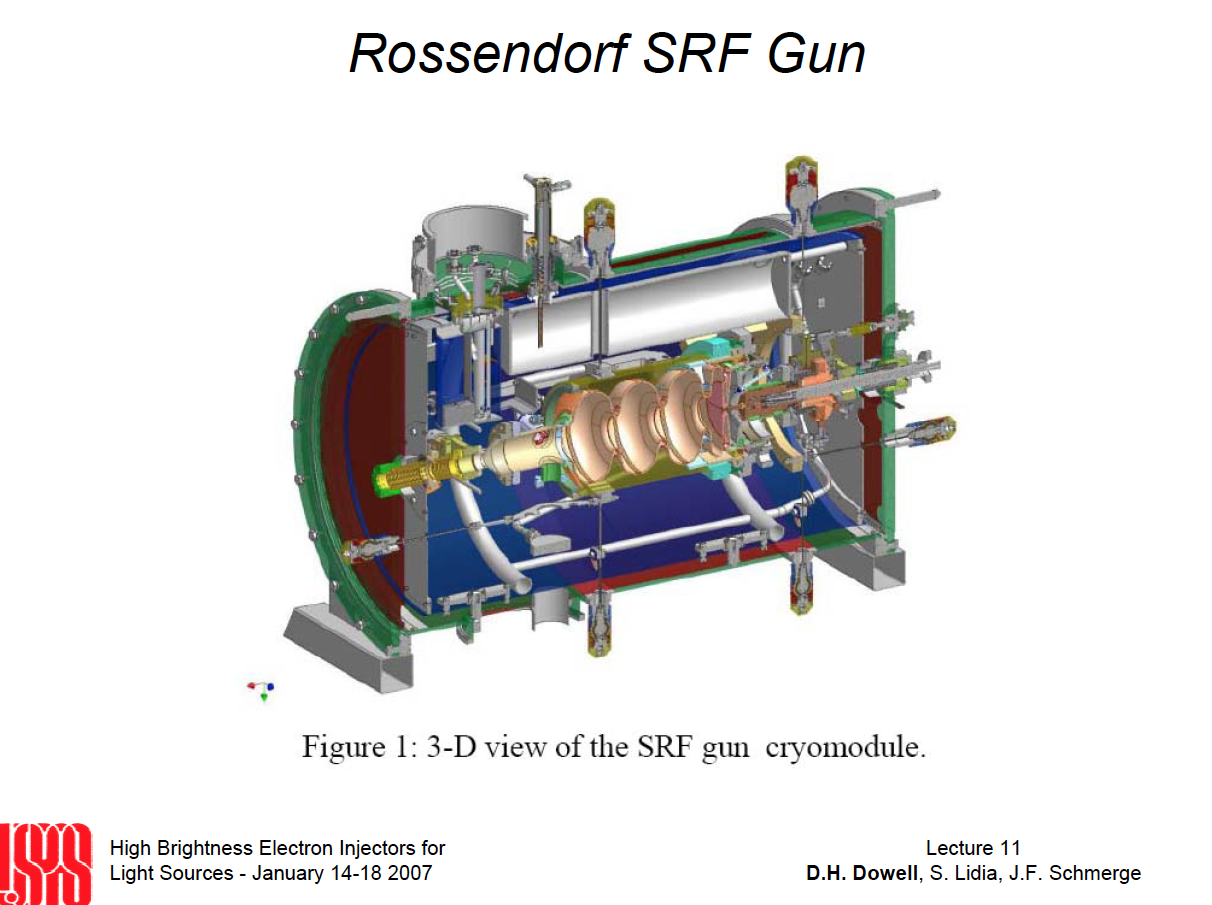 Rossendorf SRF Gun
Figure 1: 3-D view of the SRF gun cryomodule.
High Brightness Electron Injectors for
Light Sources - January 14-18 2007
Lecture 11
D.H. Dowell, S. Lidia, J.F. Schmerge